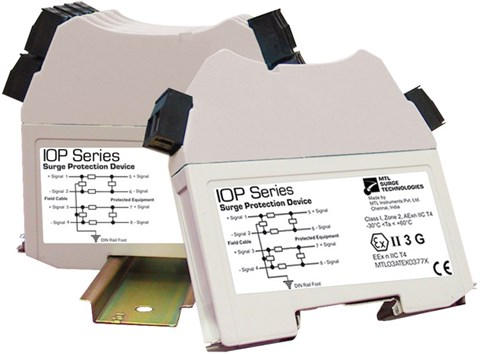 IOP Series
Surge Protection Device
+ Signal 1 5 + Signal
- Signal 2 6 - Signal
Field Cable Protected Equipment
+ Signal 3 7 + Signal
- Signal 4 8 - Signal
DIN Rail Foot
IOP Series
Surge Protection Device
+ Signal 1 5 + Signal
- Signal 2 6 - Signal
Field Cable Protected Equipment
+ Signal 3 7 + Signal
- Signal 4 8 - Signal
DIN Rail Foot
MTL
SURGE
TECHNOLOGIES
Made by
MTL Instruments Pvt. Ltd.
Chennai, India
Class I, Zone 2, AExn IIC T4
-30°C <Ta < +60°C
Ex II 3 G
EEx n IIC T4
MTL03ATEX0377X